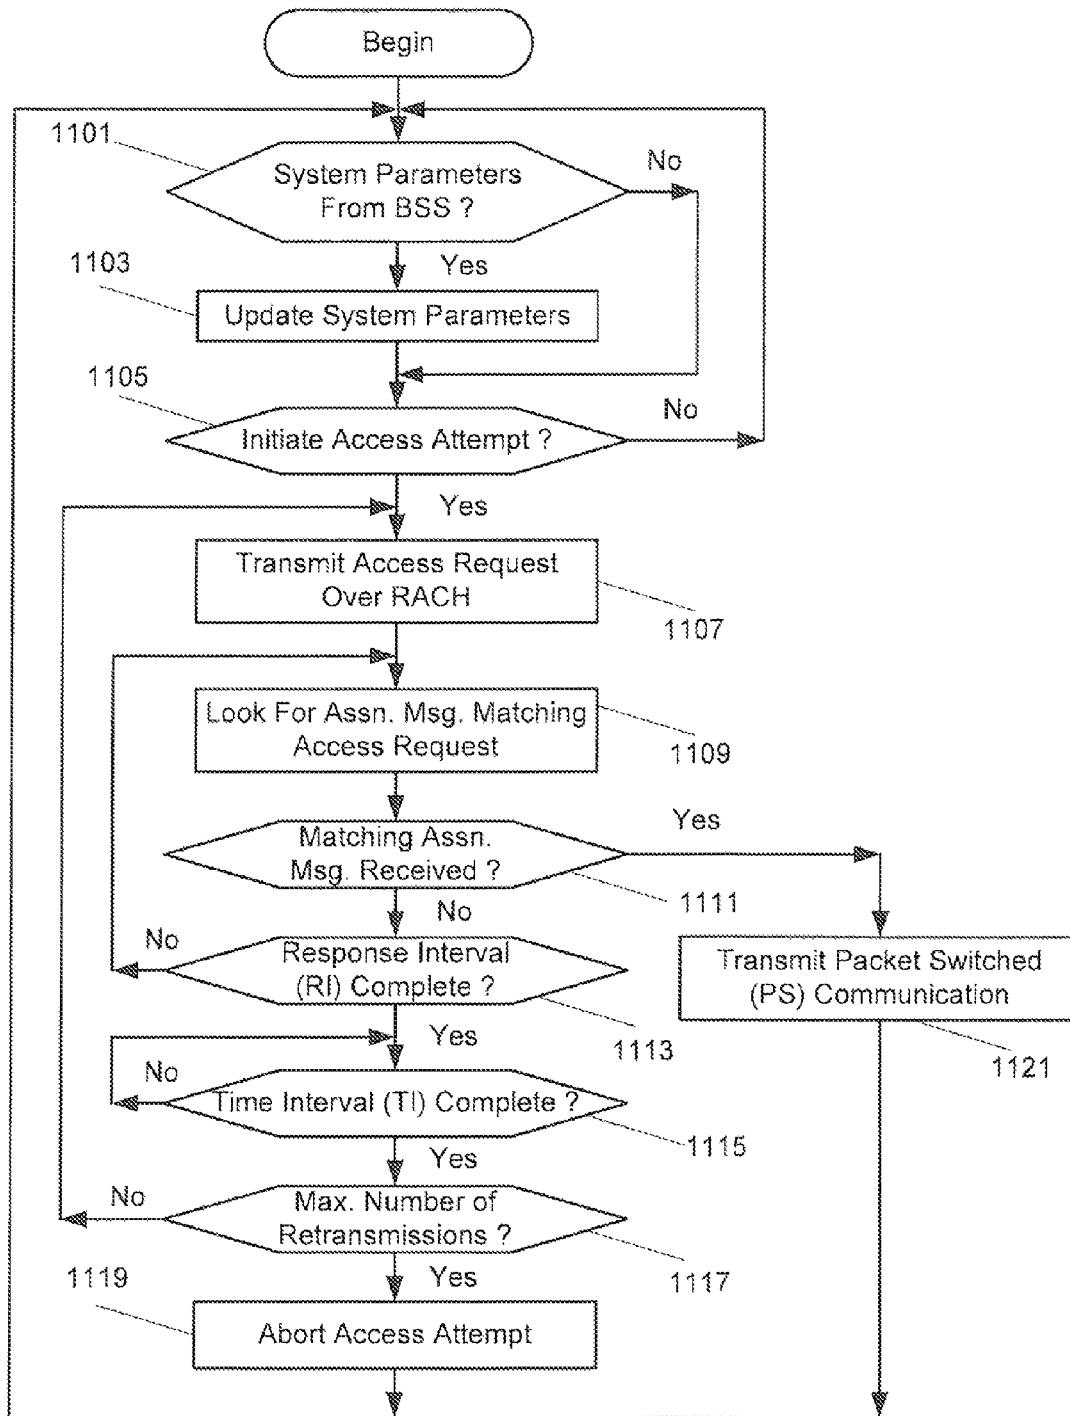 Begin
1101
System Parameters
From BSS ?
No
Yes
1103
Update System Parameters
1105
Initiate Access Attempt ?
No
Yes
Transmit Access Request
Over RACH
1107
Look For Assn. Msg. Matching
Access Request
1109
Matching Assn.
Msg. Received ?
Yes
1111
No
Response Interval
(RI) Complete ?
No
1113
Yes
Transmit Packet Switched
(PS) Communication
1121
No
Time Interval (TI) Complete ?
1115
Yes
No
Max. Number of
Retransmissions ?
1117
Yes
1119
Abort Access Attempt